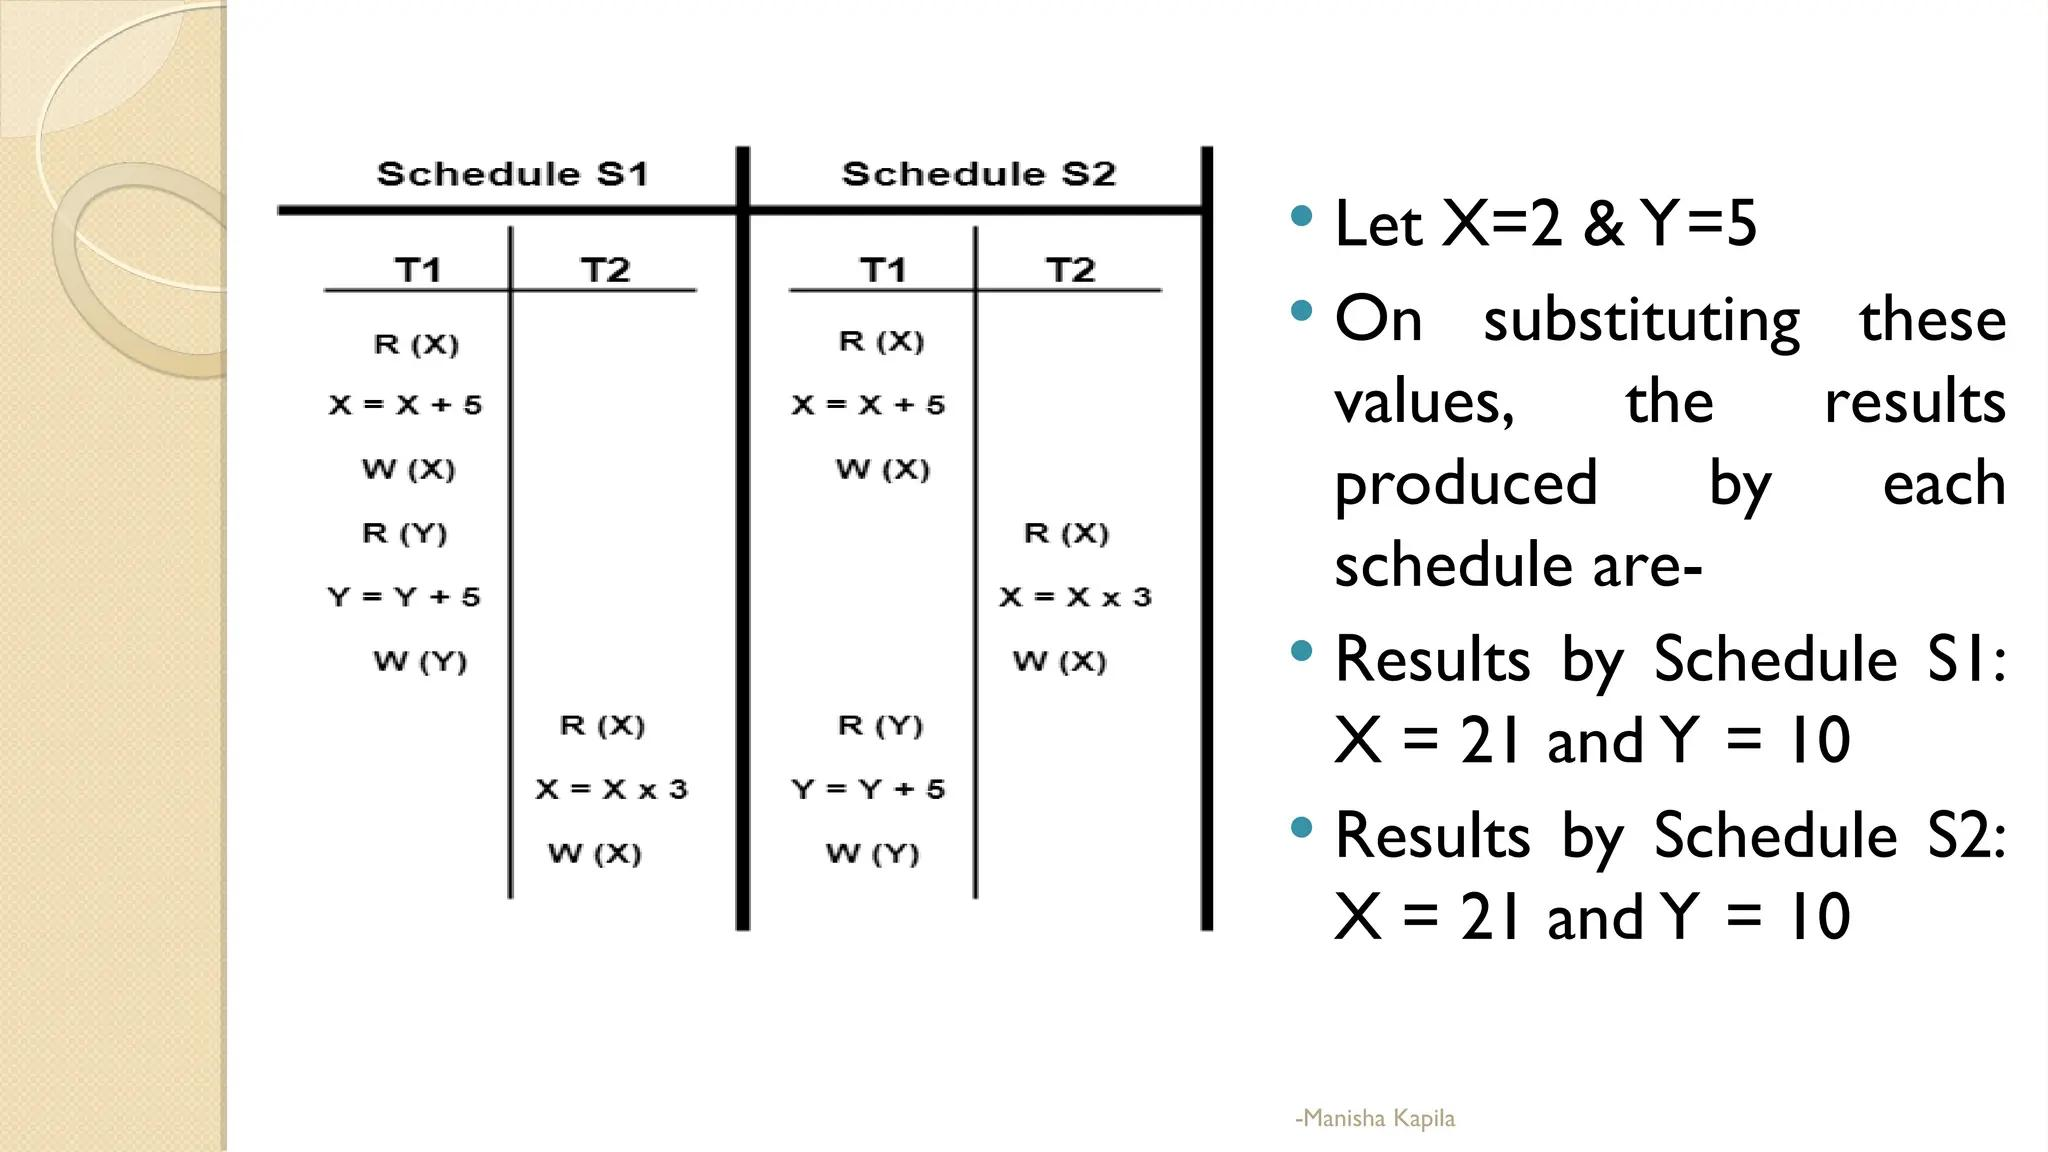 Schedule S1 Schedule S2
T1 T2 T1 T2
R (X) R (X)
X = X + 5 X = X + 5
W (X) W (X)
R (Y) R (X)
Y = Y + 5 X = X x 3
W (Y) W (X)
R (X) R (Y)
X = X x 3 Y = Y + 5
W (X) W (Y)
• Let X=2 & Y=5
• On substituting these
values, the results
produced by each
schedule are-
• Results by Schedule S1:
X = 21 and Y = 10
• Results by Schedule S2:
X = 21 and Y = 10
-Manisha Kapila